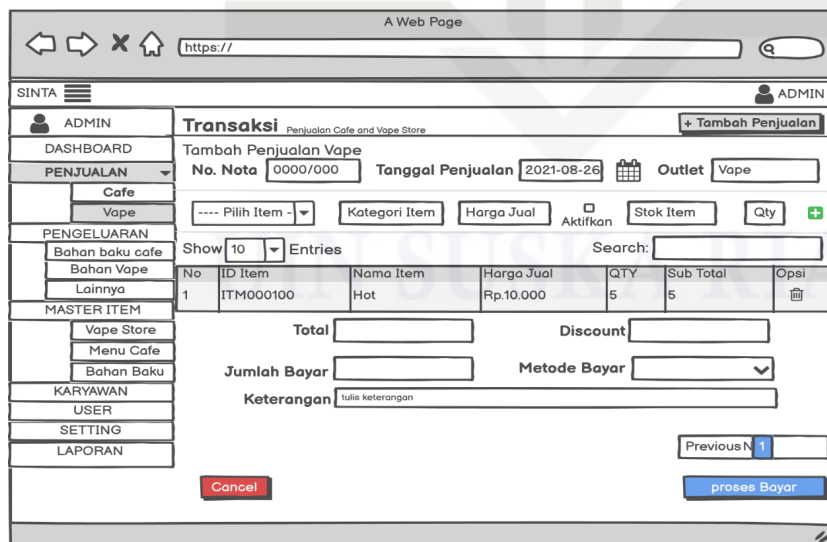 A Web Page
https://
SINTA
ADMIN
ADMIN
DASHBOARD
PENJUALAN
Cafe
Vape
PENGELUARAN
Bahan baku cafe
Bahan Vape
Lainnya
MASTER ITEM
Vape Store
Menu Cafe
Bahan Baku
KARYAWAN
USER
SETTING
LAPORAN
Transaksi Penjualan Cafe and Vape Store
+ Tambah Penjualan
Tambah Penjualan Vape
No. Nota 0000/000 Tanggal Penjualan 2021-08-26 Outlet Vape
---- Pilih Item - Kategori Item Harga Jual Aktifkan Stok Item Qty
Show 10 Entries Search:
No ID Item Nama Item Harga Jual QTY Sub Total Opsi
1 ITM000100 Hot Rp.10.000 5 5
Total Discount
Jumlah Bayar Metode Bayar
Keterangan tulis keterangan
Previous N 1
Cancel proses Bayar
UIN SUSKA RIA